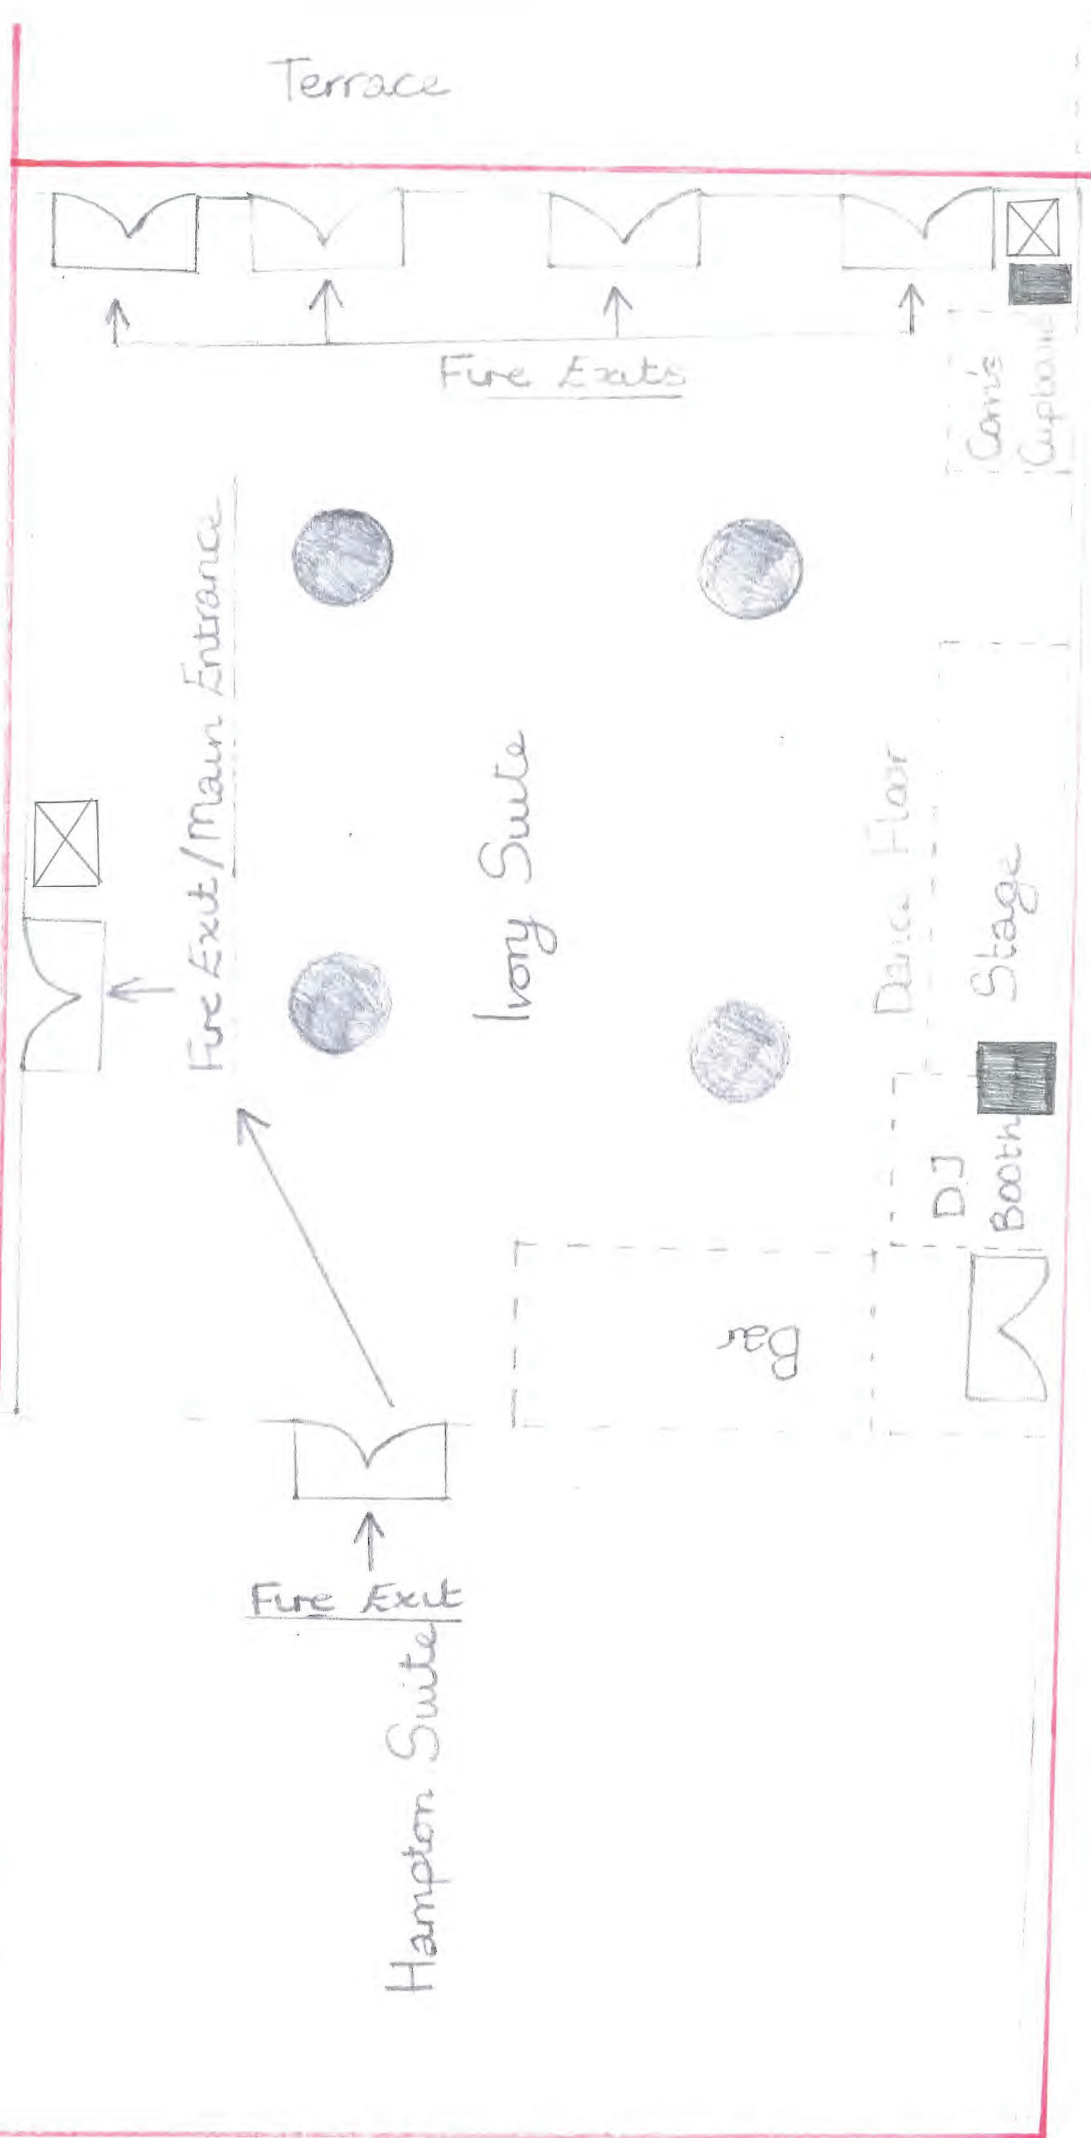 Terrace
Fire Exits
Com's
Cupboard
Fire Exit/Main Entrance
Ivory Suite
Dance Floor
Stage
DJ
Booth
Bar
Fire Exit
Hampton Suite